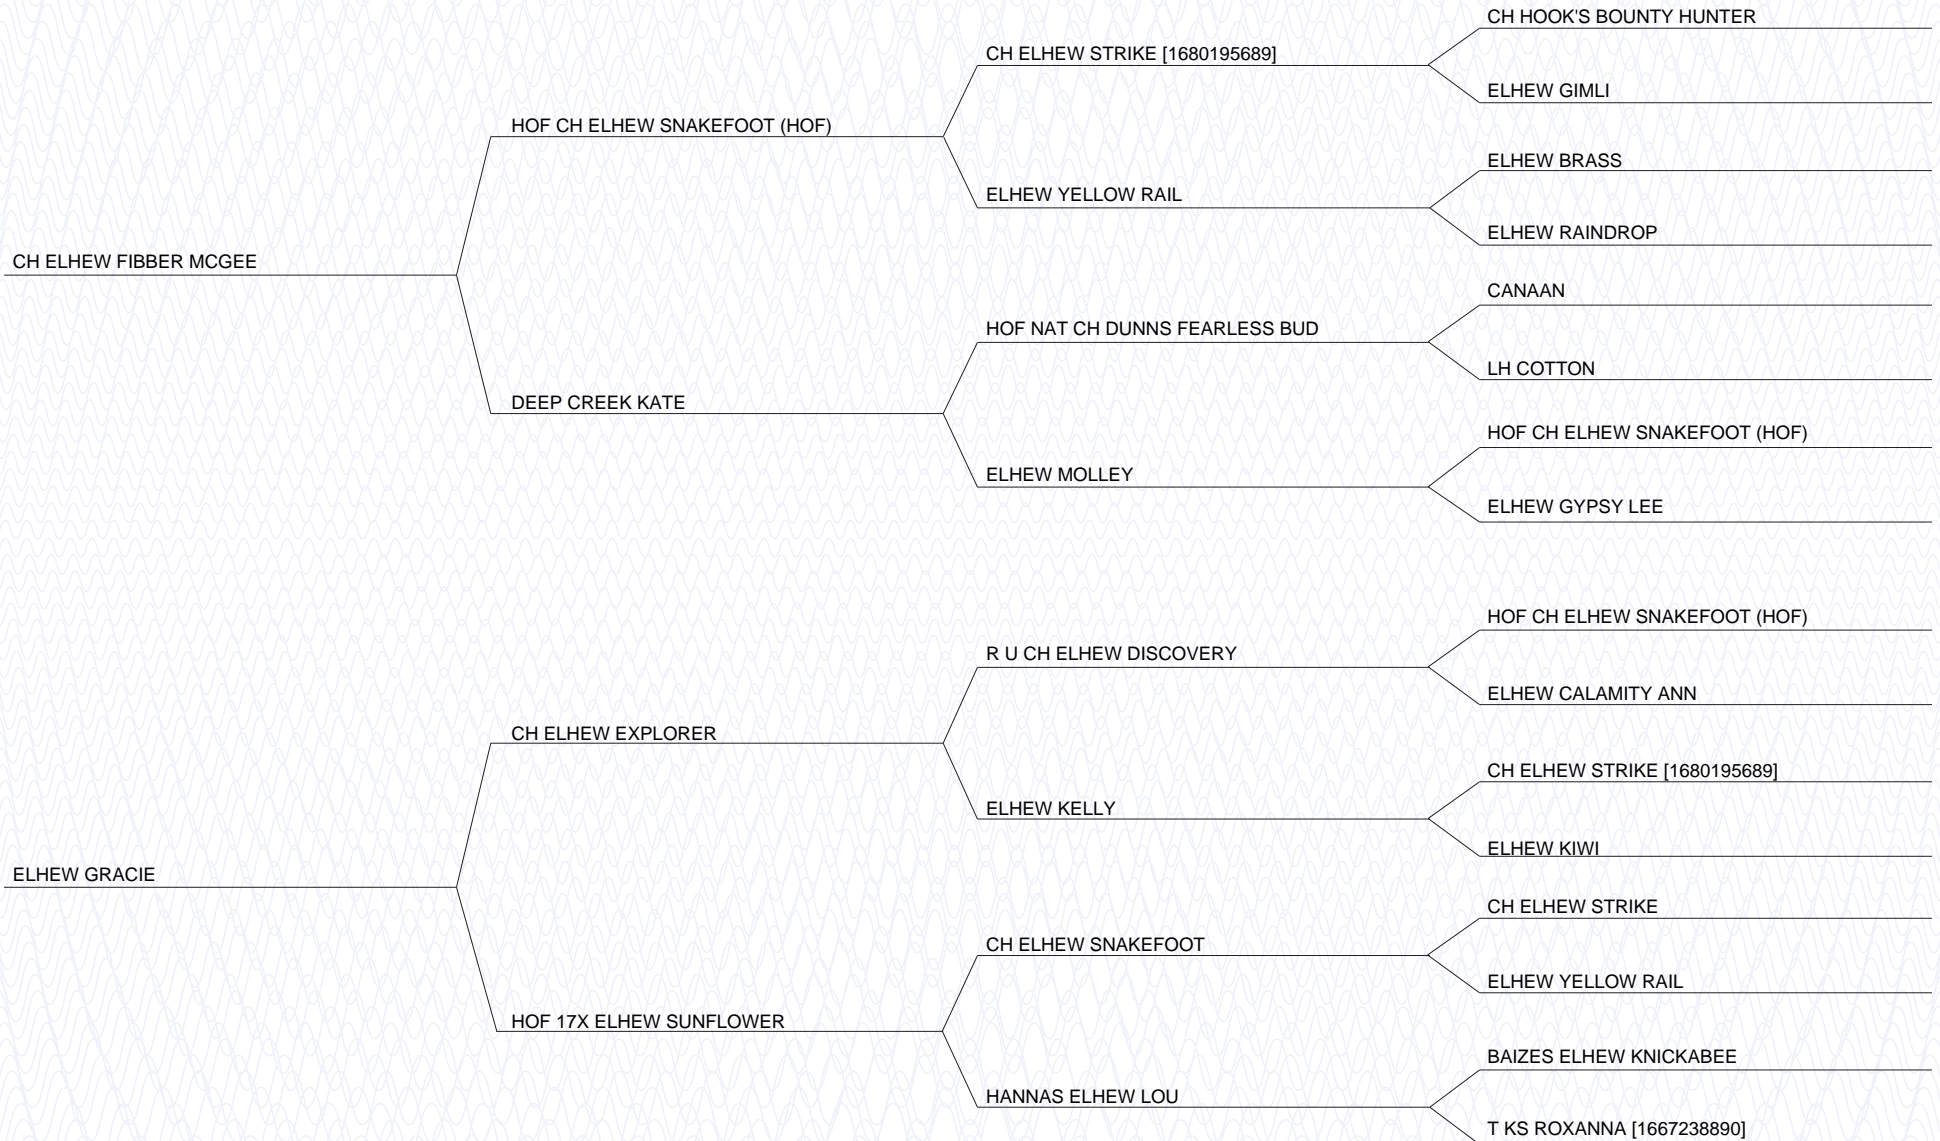 CH HOOK'S BOUNTY HUNTER
CH ELHEW STRIKE [1680195689]
ELHEW GIMLI
HOF CH ELHEW SNAKEFOOT (HOF)
ELHEW BRASS
ELHEW YELLOW RAIL
ELHEW RAINDROP
CH ELHEW FIBBER MCGEE
CANAAN
HOF NAT CH DUNNS FEARLESS BUD
LH COTTON
DEEP CREEK KATE
HOF CH ELHEW SNAKEFOOT (HOF)
ELHEW MOLLEY
ELHEW GYPSY LEE
HOF CH ELHEW SNAKEFOOT (HOF)
R U CH ELHEW DISCOVERY
ELHEW CALAMITY ANN
CH ELHEW EXPLORER
CH ELHEW STRIKE [1680195689]
ELHEW KELLY
ELHEW KIWI
ELHEW GRACIE
CH ELHEW STRIKE
CH ELHEW SNAKEFOOT
ELHEW YELLOW RAIL
HOF 17X ELHEW SUNFLOWER
BAIZES ELHEW KNICKABEE
HANNAS ELHEW LOU
T KS ROXANNA [1667238890]